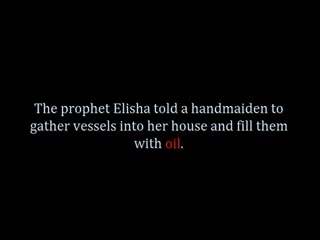 The prophet Elisha told a handmaiden to
gather vessels into her house and fill them
with oil.